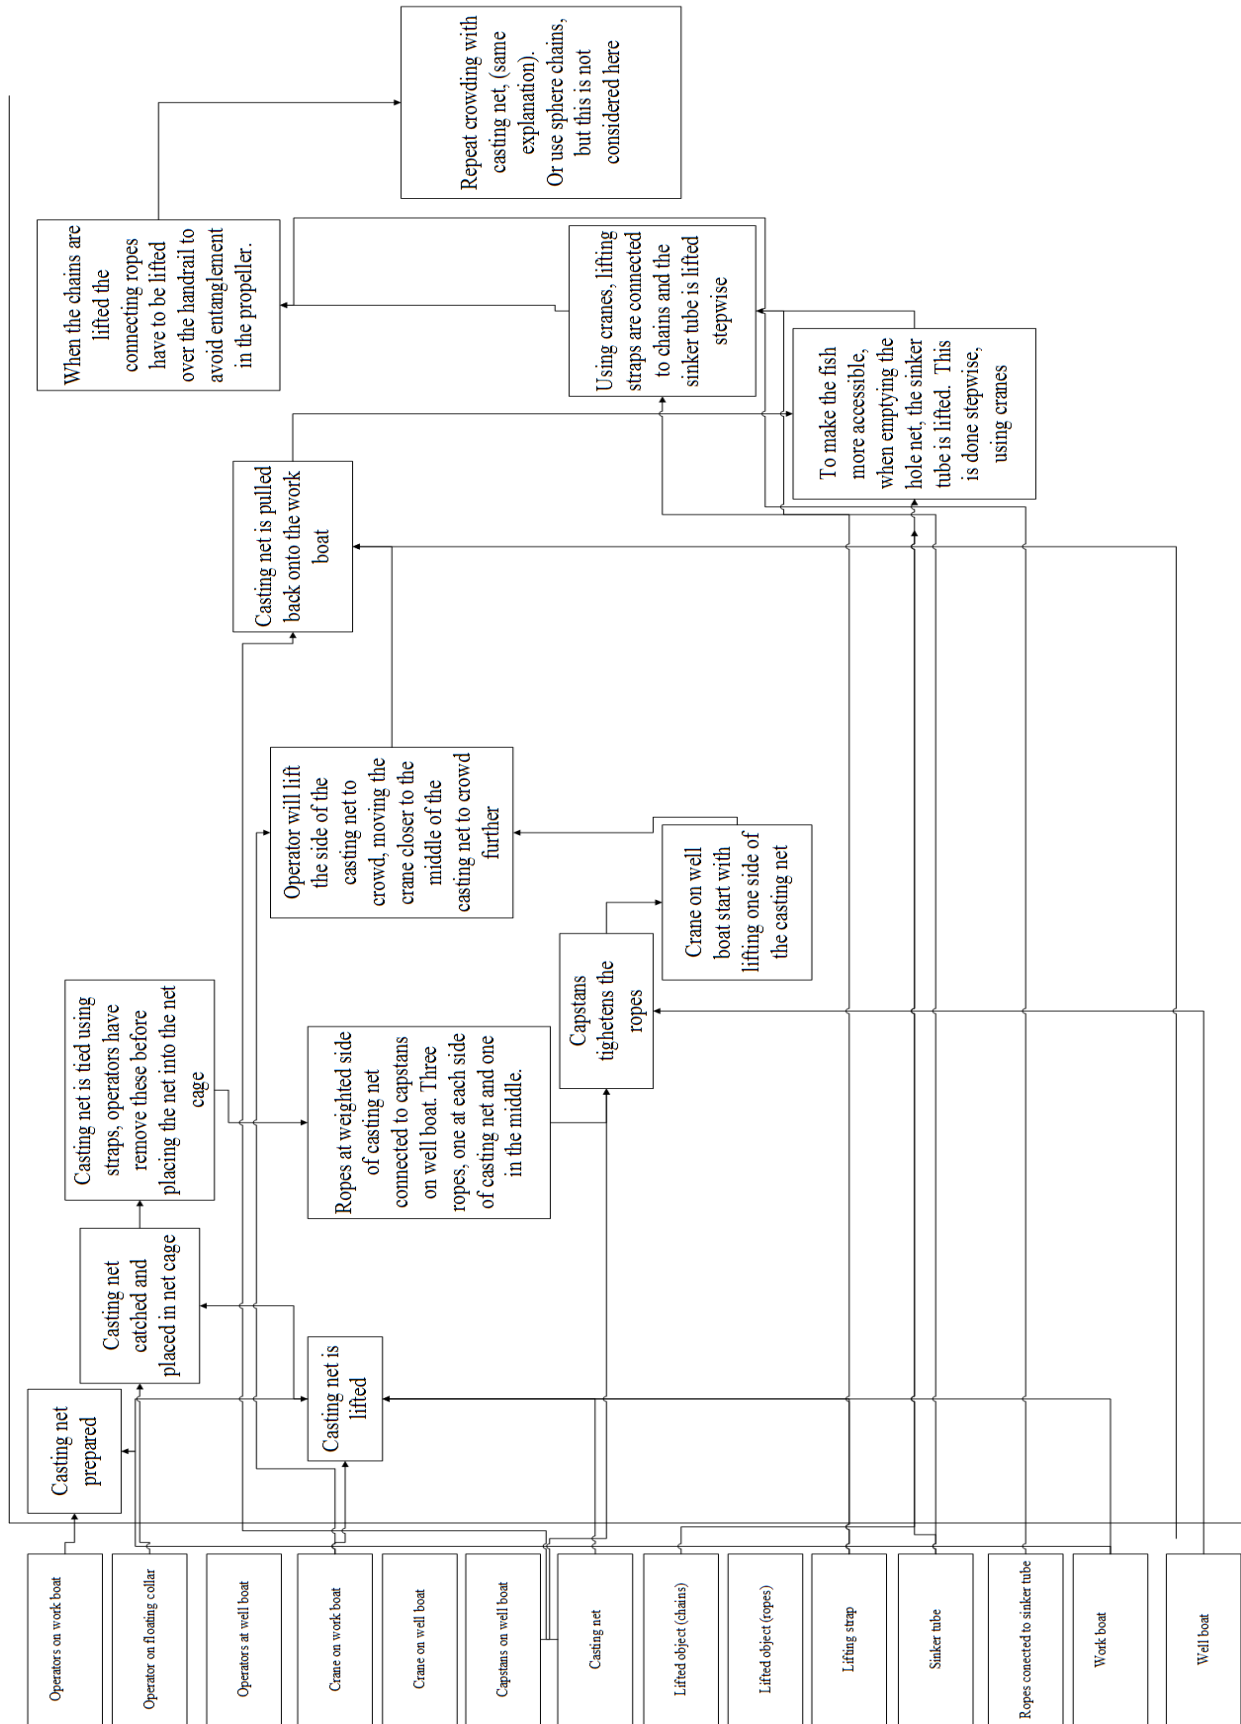 Operators on work boat
Operator on floating collar
Operators at well boat
Crane on work boat
Crane on well boat
Capstans on well boat
Casting net
Lifted object (chains)
Lifted object (ropes)
Lifting strap
Sinker tube
Ropes conected to sinker tube
Work boat
Well boat
Casting net
prepared
Casting net is
lifted
Casting net
catched and
placed in net cage
Casting net is tied using
straps, operators have
remove these before
placing the net into the net
cage
Ropes at weighted side
of casting net
connected to capstans
on well boat. Three
ropes, one at each side
of casting net and one
in the middle.
Capstans
tighetens the
ropes
Crane on well
boat start with
lifting one side of
the casting net
Operator will lift
the side of the
casting net to
crowd, moving the
crane closer to the
middle of the
casting net to crowd
further
Casting net is pulled
back onto the work
boat
To make the fish
more accessible,
when emptying the
hole net, the sinker
tube is lifted. This
is done stepwise,
using cranes
Using cranes, lifting
straps are connected
to chains and the
sinker tube is lifted
stepwise
When the chains are
lifted the
connecting ropes
have to be lifted
over the handrail to
avoid entanglement
in the propeller.
Repeat crowding with
casting net, (same
explanation).
Or use sphere chains,
but this is not
considered here